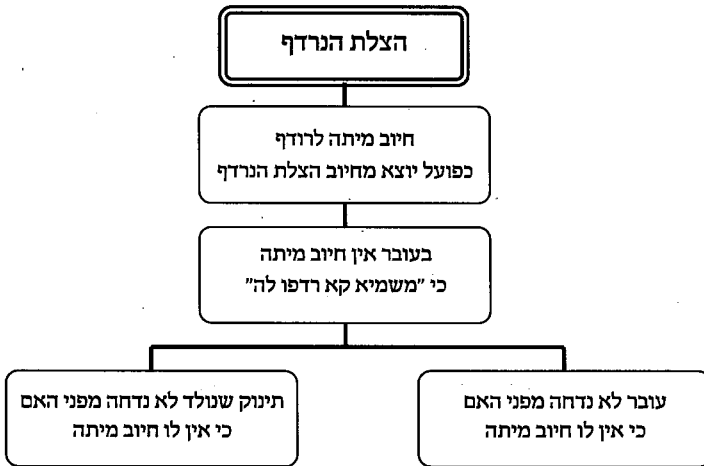 הצלת הנרדף
חיוב מיתה לרודף
כפועל יוצא מחיוב הצלת הנרדף
בעובר אין חיוב מיתה
כי "משמיא קא רדפו לה"
עובר לא נדחה מפני האם
כי אין לו חיוב מיתה
תינוק שנולד לא נדחה מפני האם
כי אין לו חיוב מיתה